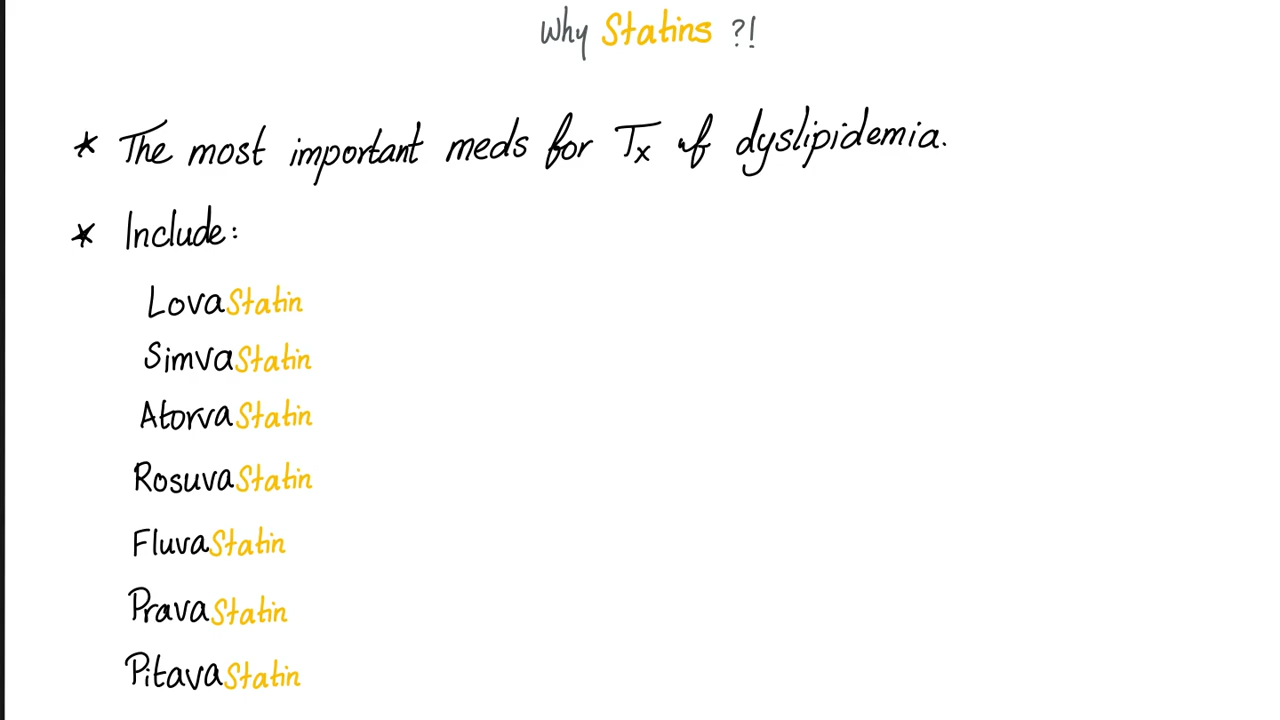 Why Statins ?!
* The most important meds for Tx of dyslipidemia.
* Include:
LovaStatin
SimvaStatin
AtorvaStatin
RosuvaStatin
FluvaStatin
PravaStatin
PitavaStatin